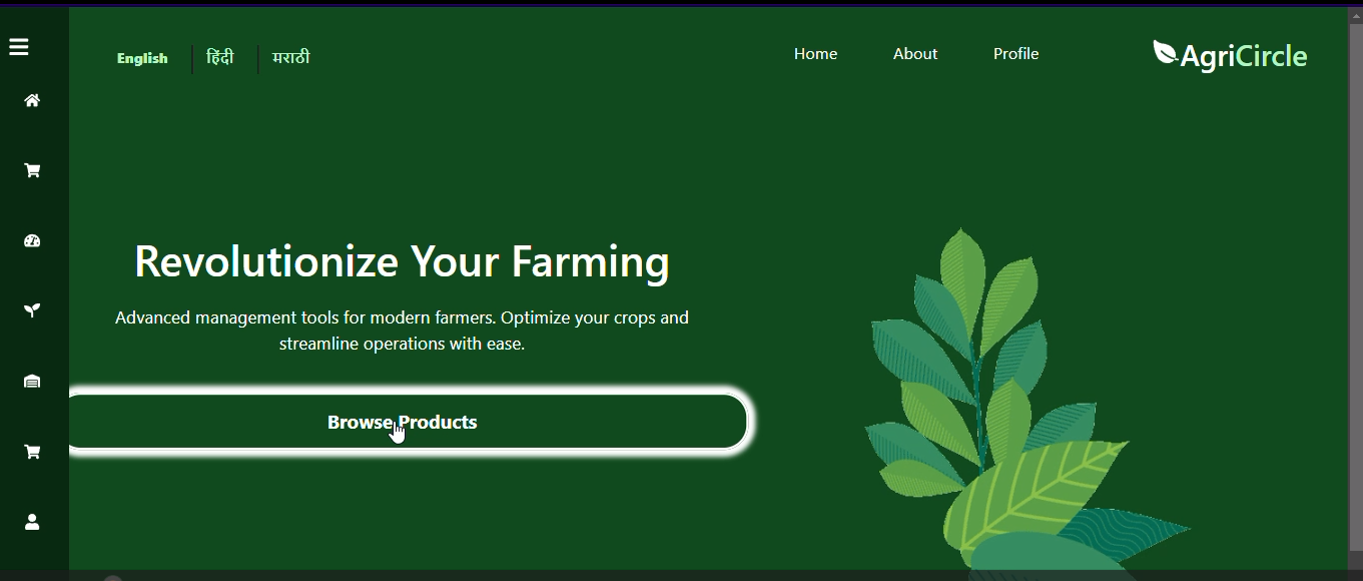 English
हिंदी
मराठी
Home
About
Profile
AgriCircle
Revolutionize Your Farming
Advanced management tools for modern farmers. Optimize your crops and
streamline operations with ease.
Browse Products